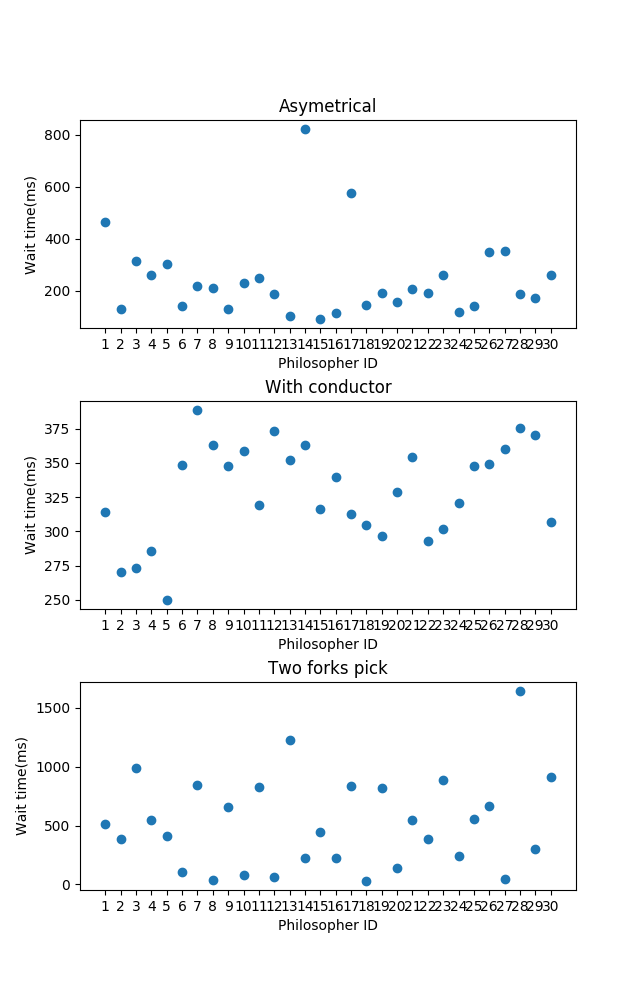 Asymetrical
800
600
400
200
Wait time(ms)
1 2 3 4 5 6 7 8 9 10 11 12 13 14 15 16 17 18 19 20 21 22 23 24 25 26 27 28 29 30
Philosopher ID
With conductor
375
350
325
300
275
250
Wait time(ms)
1 2 3 4 5 6 7 8 9 10 11 12 13 14 15 16 17 18 19 20 21 22 23 24 25 26 27 28 29 30
Philosopher ID
Two forks pick
1500
1000
500
0
Wait time(ms)
1 2 3 4 5 6 7 8 9 10 11 12 13 14 15 16 17 18 19 20 21 22 23 24 25 26 27 28 29 30
Philosopher ID